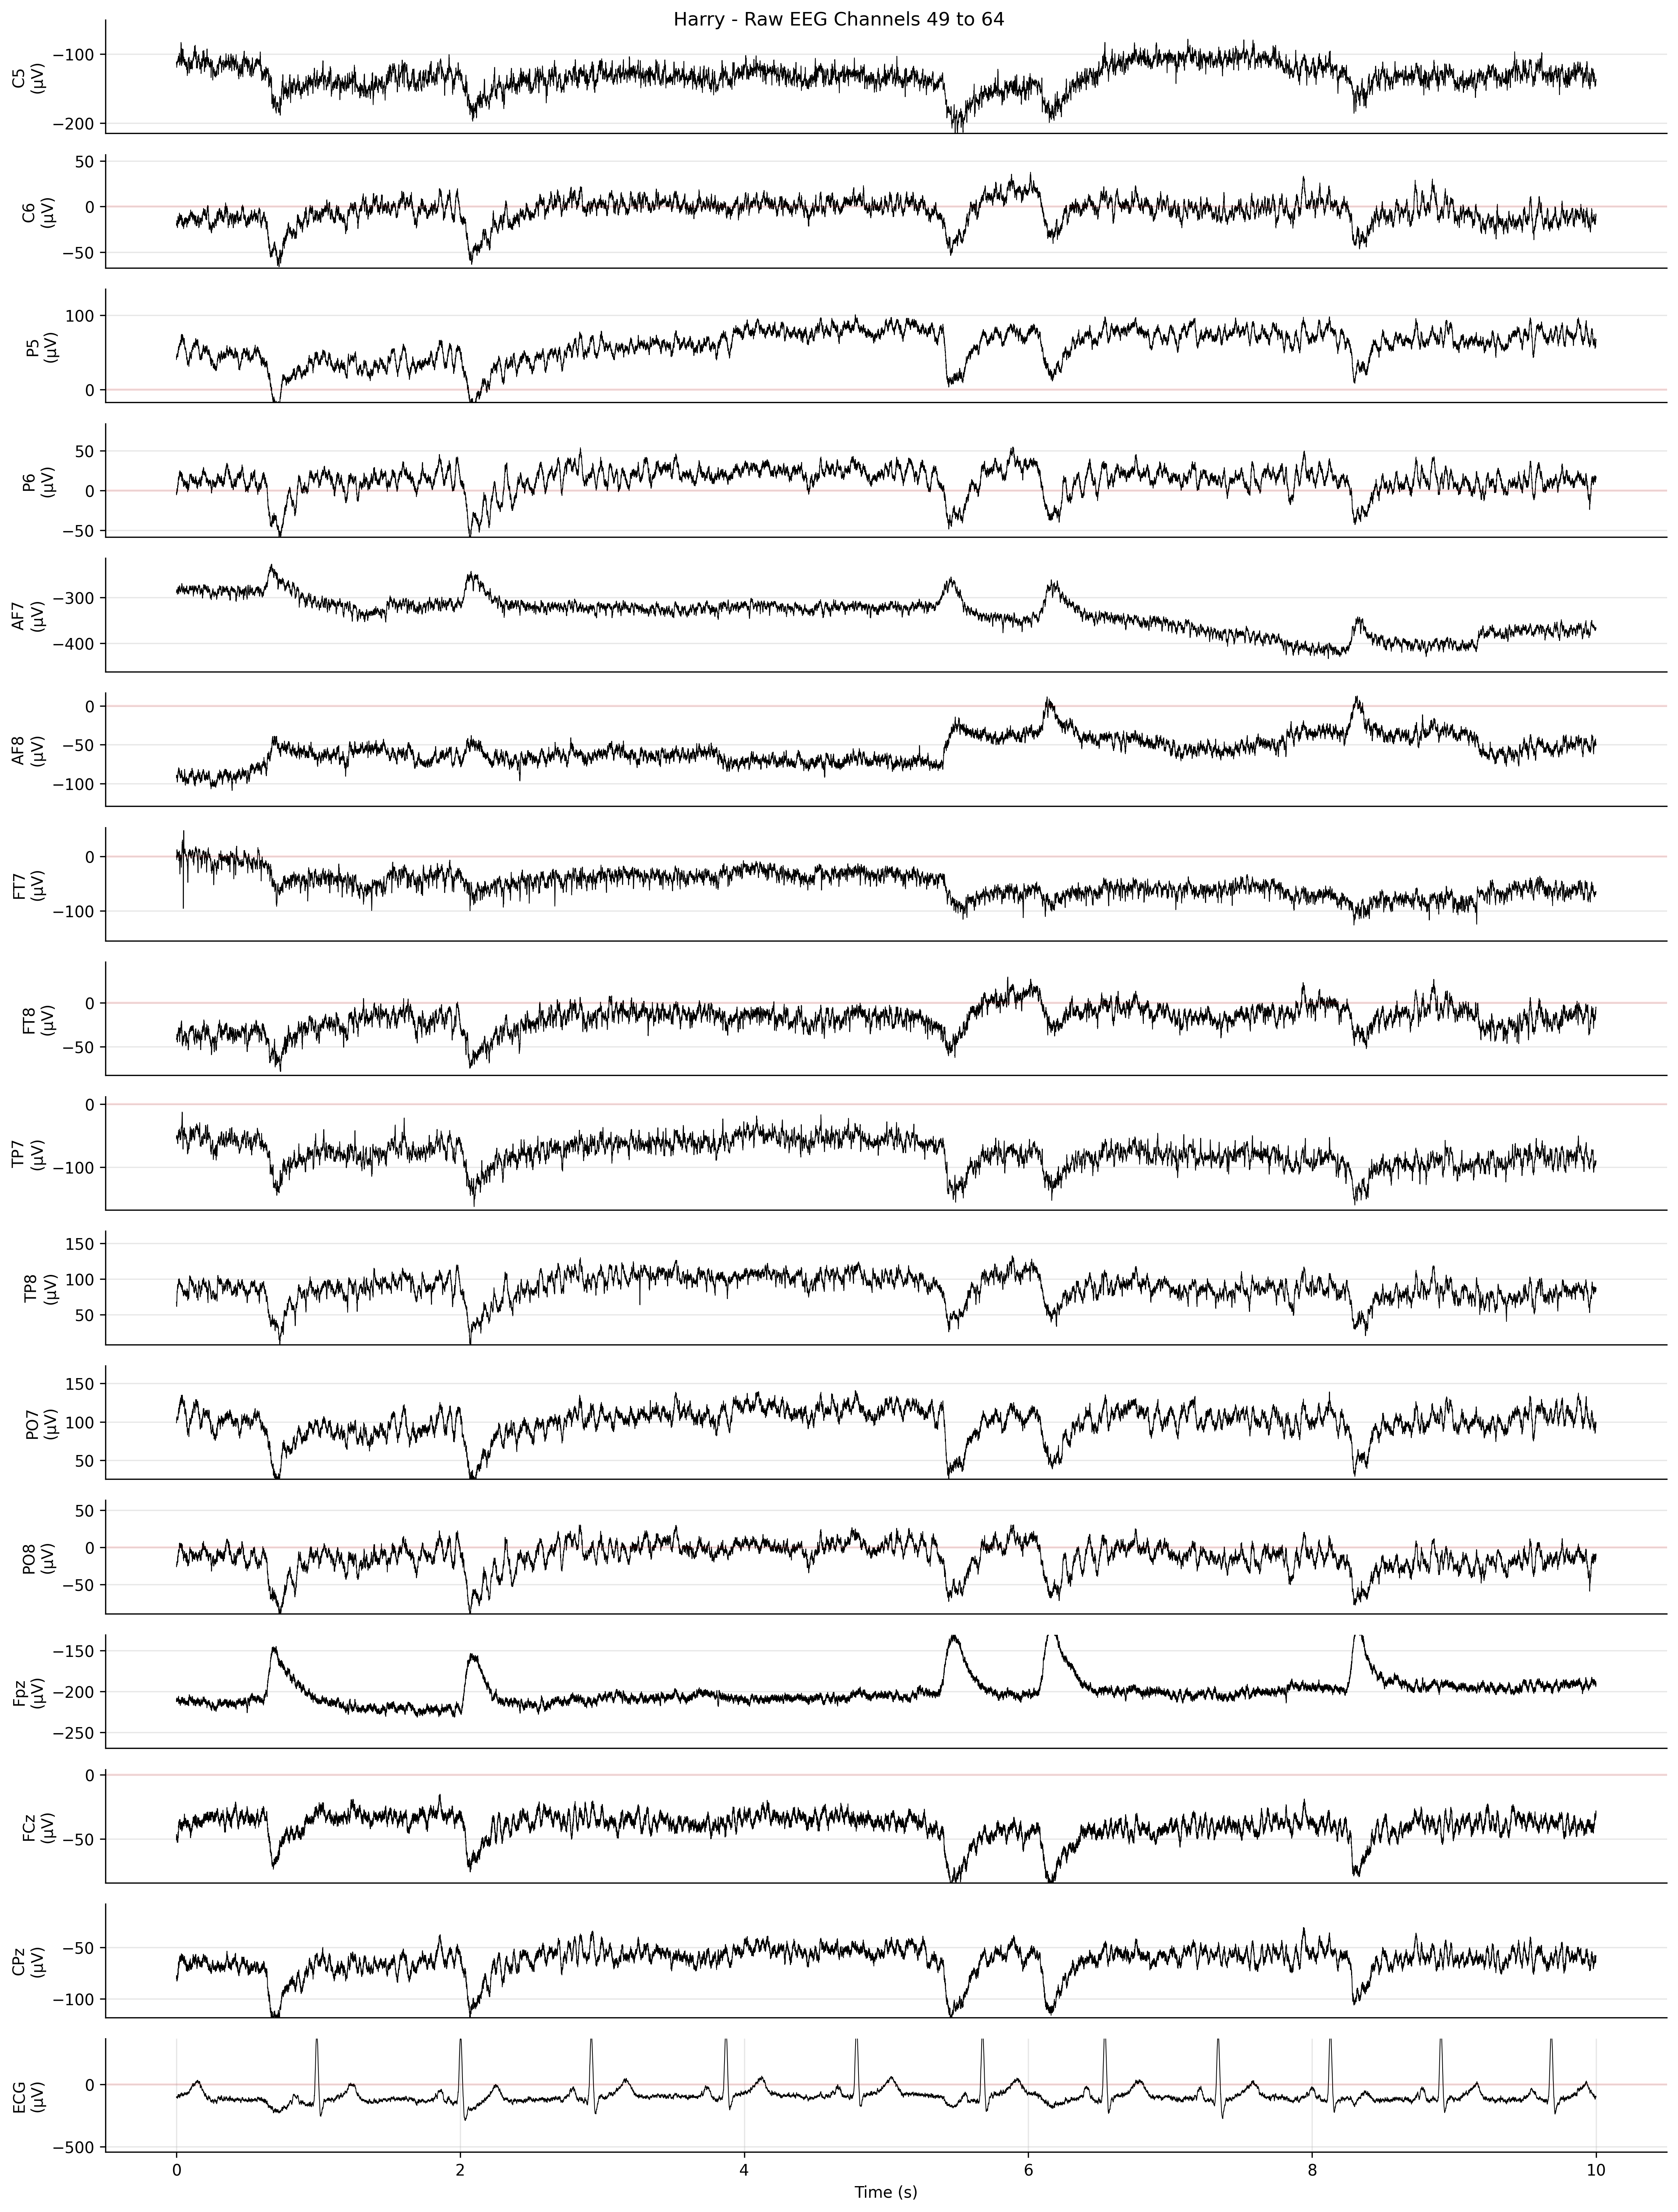 Harry - Raw EEG Channels 49 to 64
C5
(µV)
−100
−200
C6
(µV)
50
0
−50
P5
(µV)
100
0
P6
(µV)
50
0
−50
AF7
(µV)
−300
−400
AF8
(µV)
0
−50
−100
FT7
(µV)
0
−100
FT8
(µV)
0
−50
TP7
(µV)
0
−100
TP8
(µV)
150
100
50
PO7
(µV)
150
100
50
PO8
(µV)
50
0
−50
Fpz
(µV)
−150
−200
−250
FCz
(µV)
0
−50
CPz
(µV)
−50
−100
ECG
(µV)
0
−500
0 2 4 6 8 10
Time (s)